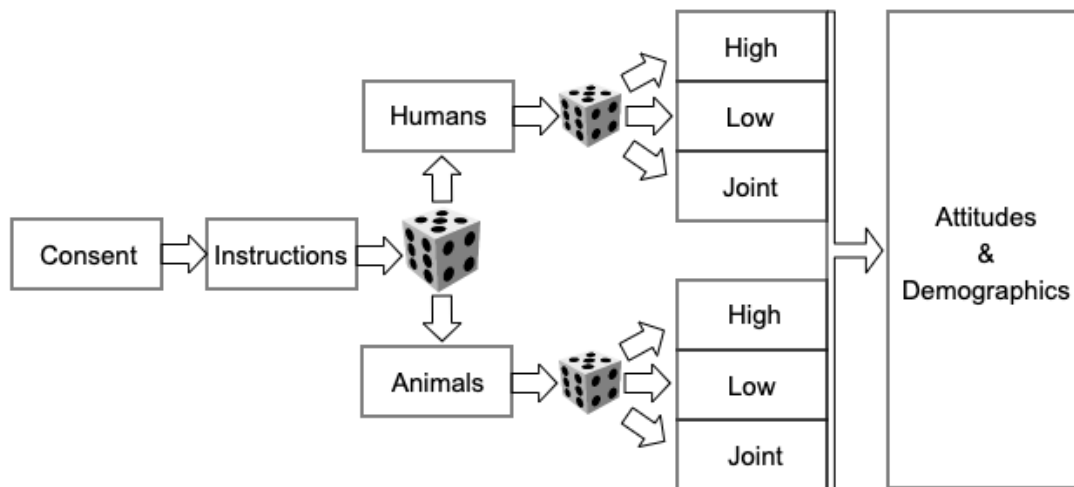 Consent
Instructions
Humans
Animals
High
Low
Joint
High
Low
Joint
Attitudes
&
Demographics